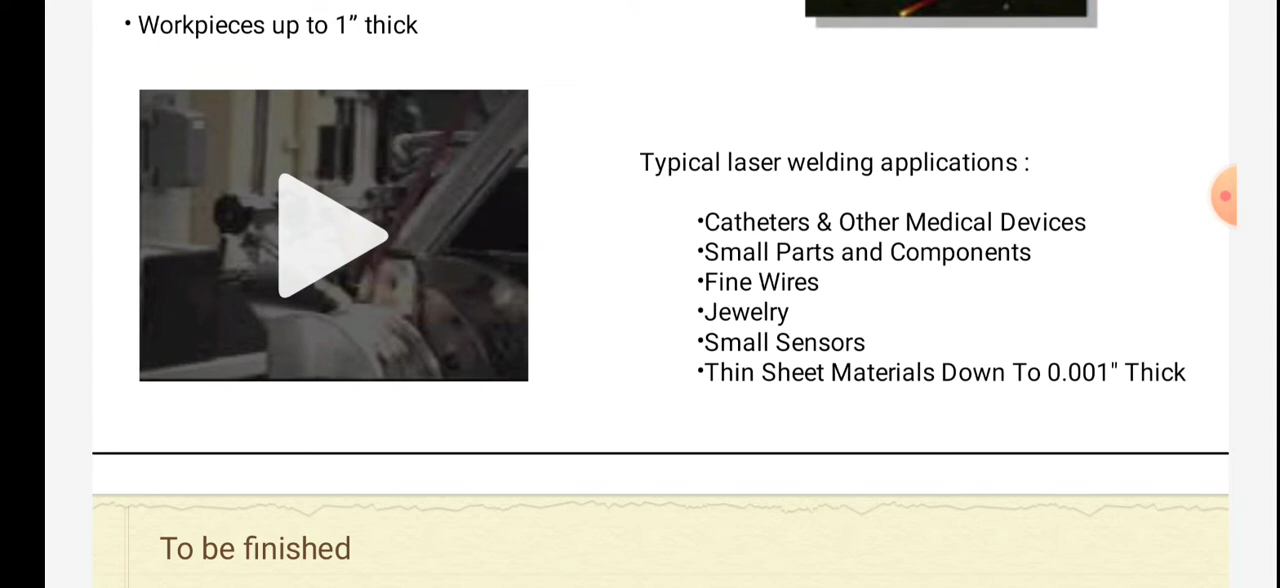 • Workpieces up to 1” thick
Typical laser welding applications :
•Catheters & Other Medical Devices
•Small Parts and Components
•Fine Wires
•Jewelry
•Small Sensors
•Thin Sheet Materials Down To 0.001" Thick
To be finished